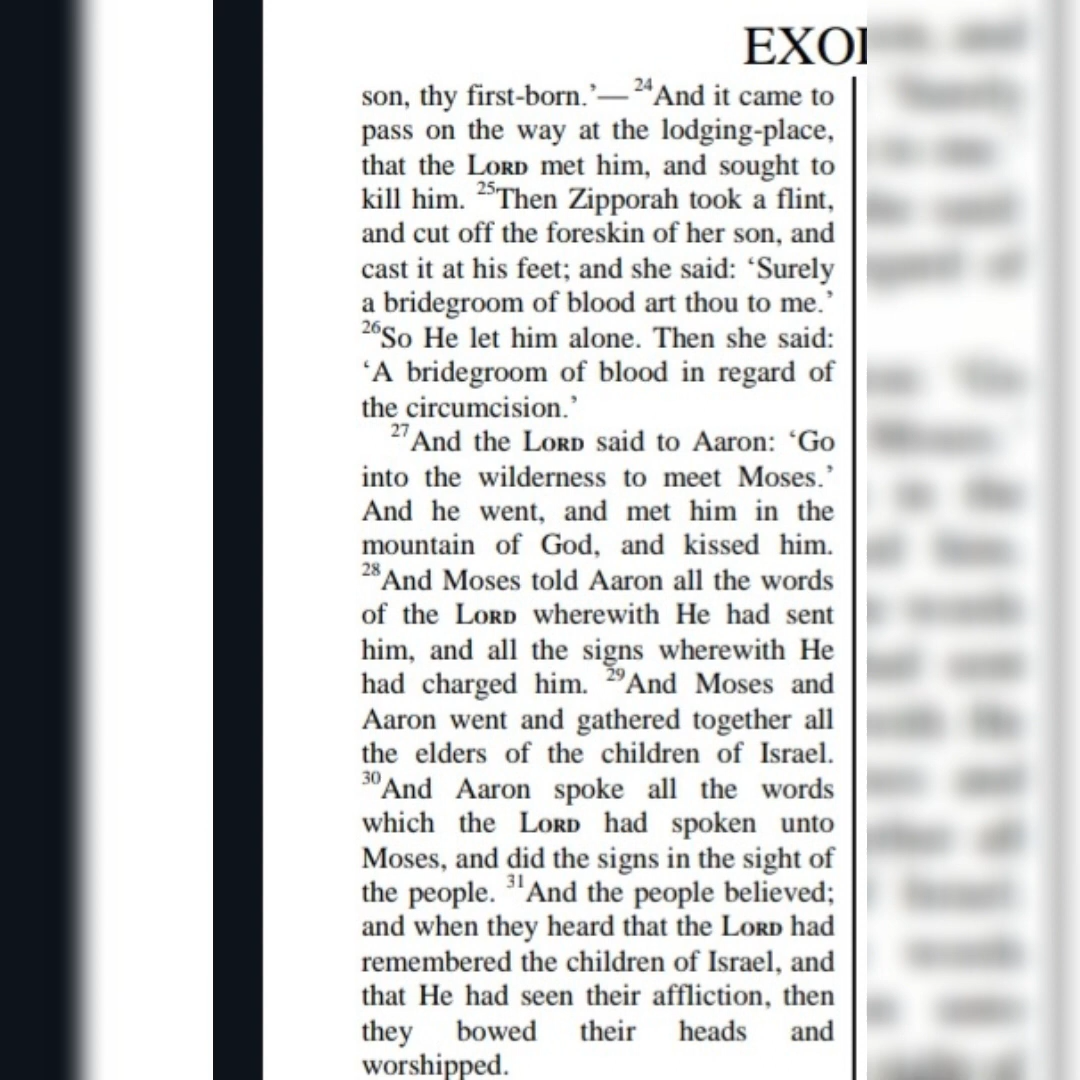 EXO
son, thy first-born.’— 24And it came to
pass on the way at the lodging-place,
that the LORD met him, and sought to
kill him. 25Then Zipporah took a flint,
and cut off the foreskin of her son, and
cast it at his feet; and she said: ‘Surely
a bridegroom of blood art thou to me.’
26So He let him alone. Then she said:
‘A bridegroom of blood in regard of
the circumcision.’
27And the LORD said to Aaron: ‘Go
into the wilderness to meet Moses.’
And he went, and met him in the
mountain of God, and kissed him.
28And Moses told Aaron all the words
of the LORD wherewith He had sent
him, and all the signs wherewith He
had charged him. 29And Moses and
Aaron went and gathered together all
the elders of the children of Israel.
30And Aaron spoke all the words
which the LORD had spoken unto
Moses, and did the signs in the sight of
the people. 31And the people believed;
and when they heard that the LORD had
remembered the children of Israel, and
that He had seen their affliction, then
they bowed their heads and
worshipped.